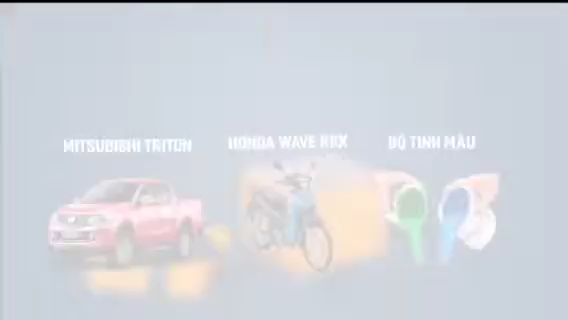 MITSUBISHI TRITON
HONDA WAVE RSX
BỘ TINH MÀU